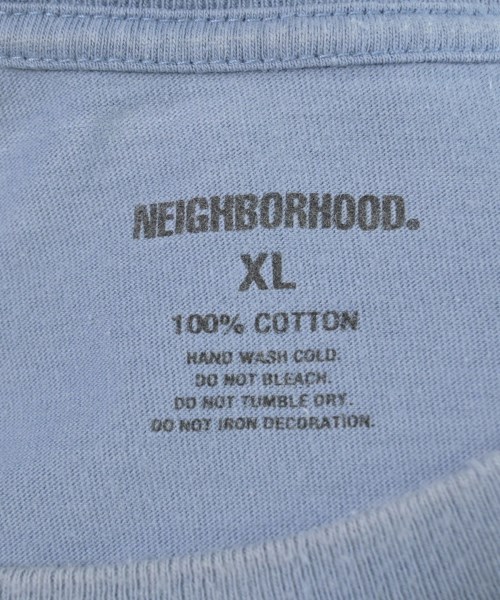 NEIGHBORHOOD.
XL
100% COTTON
HAND WASH COLD.
DO NOT BLEACH.
DO NOT TUMBLE DRY.
DO NOT IRON DECORATION.